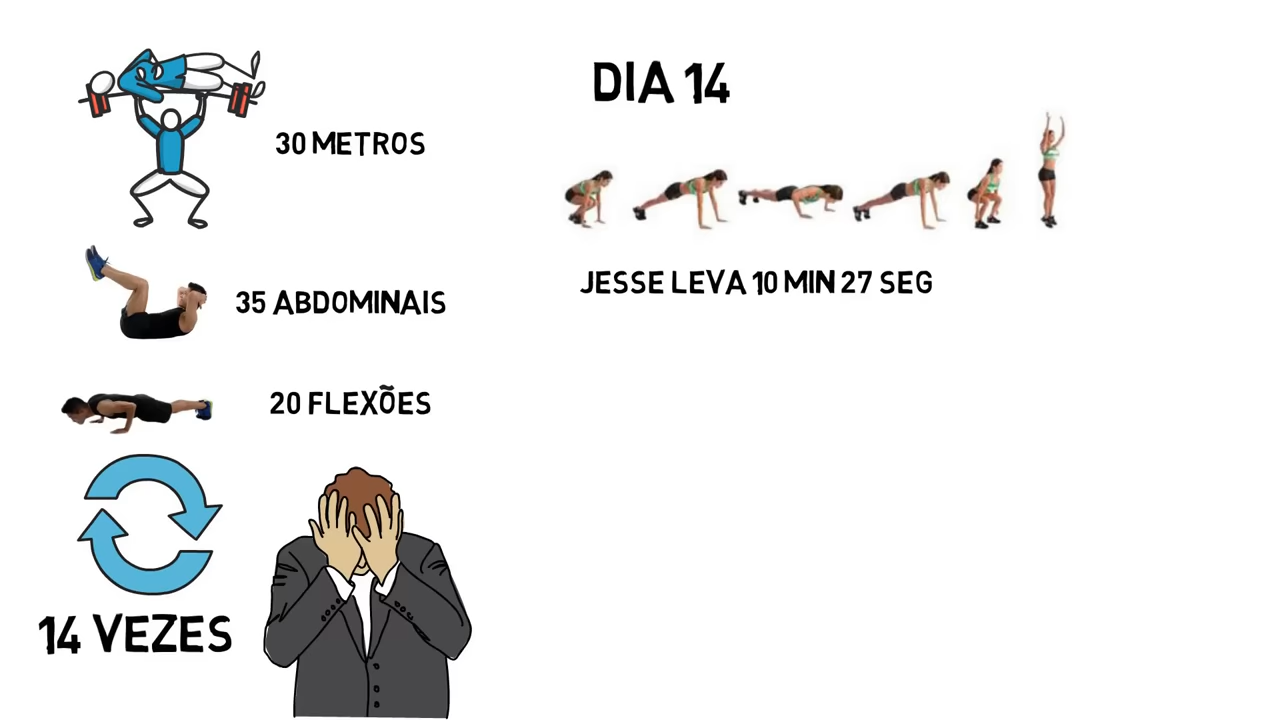 30 METROS
35 ABDOMINAIS
20 FLEXÕES
14 VEZES
DIA 14
JESSE LEVA 10 MIN 27 SEG